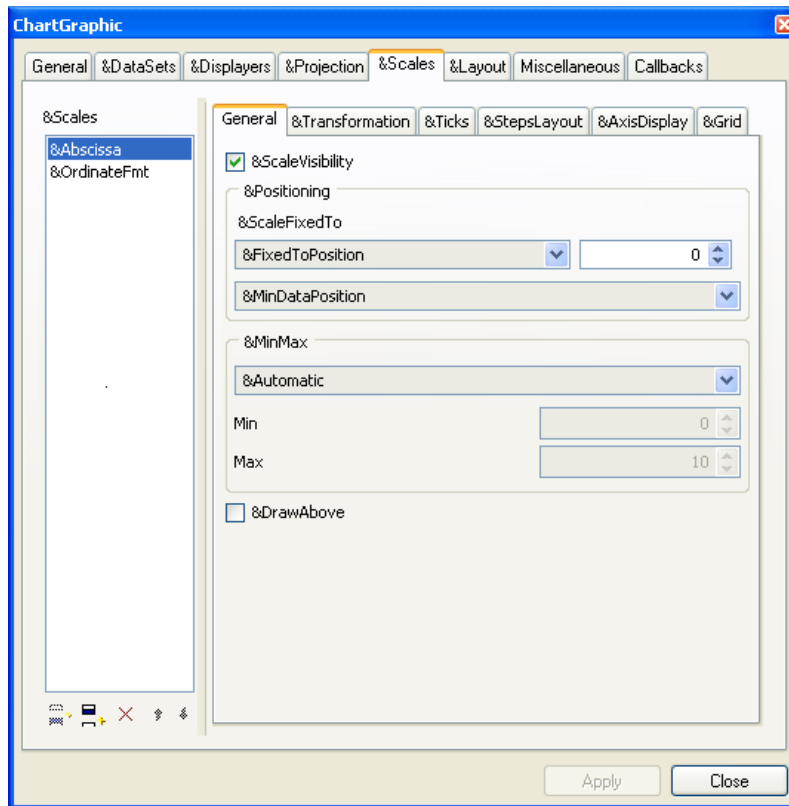 ChartGraphic
General &DataSets &Displayers &Projection &Scales &Layout Miscellaneous Callbacks
&Scales
&Abscissa
&OrdinateFmt
General &Transformation &Ticks &StepsLayout &AxisDisplay &Grid
&ScaleVisibility
&Positioning
&ScaleFixedTo
&FixedToPosition 0
&MinDataPosition
&MinMax
&Automatic
Min 0
Max 10
&DrawAbove
Apply Close